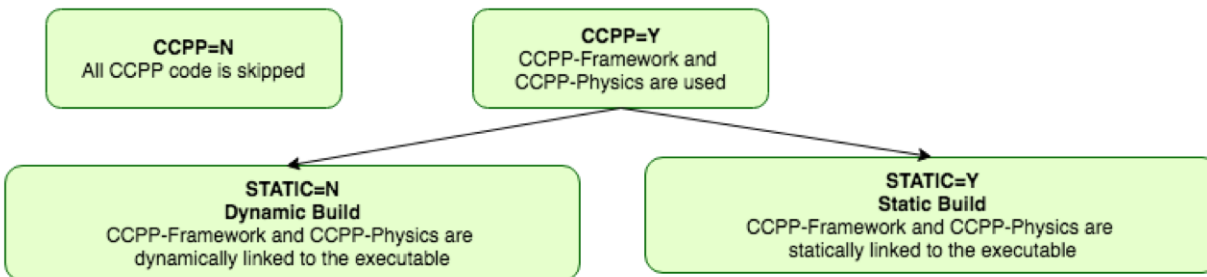 CCPP=N
All CCPP code is skipped
CCPP=Y
CCPP-Framework and
CCPP-Physics are used
STATIC=N
Dynamic Build
CCPP-Framework and CCPP-Physics are
dynamically linked to the executable
STATIC=Y
Static Build
CCPP-Framework and CCPP-Physics are
statically linked to the executable